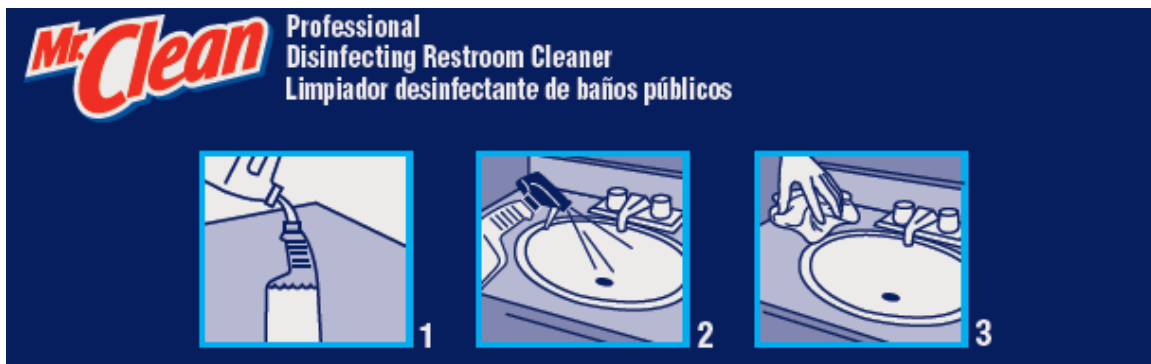 Mr. Clean
Professional
Disinfecting Restroom Cleaner
Limpiador desinfectante de baños públicos
1 2 3